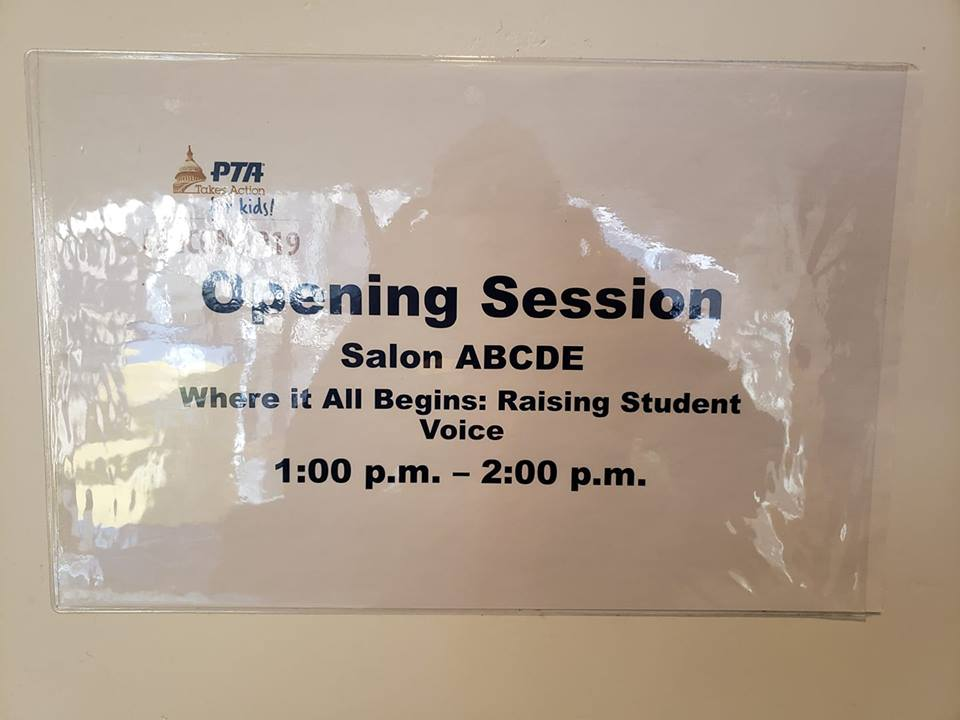 PTA
Takes Action
for kids!
Opening Session
Salon ABCDE
Where it All Begins: Raising Student
Voice
1:00 p.m. – 2:00 p.m.